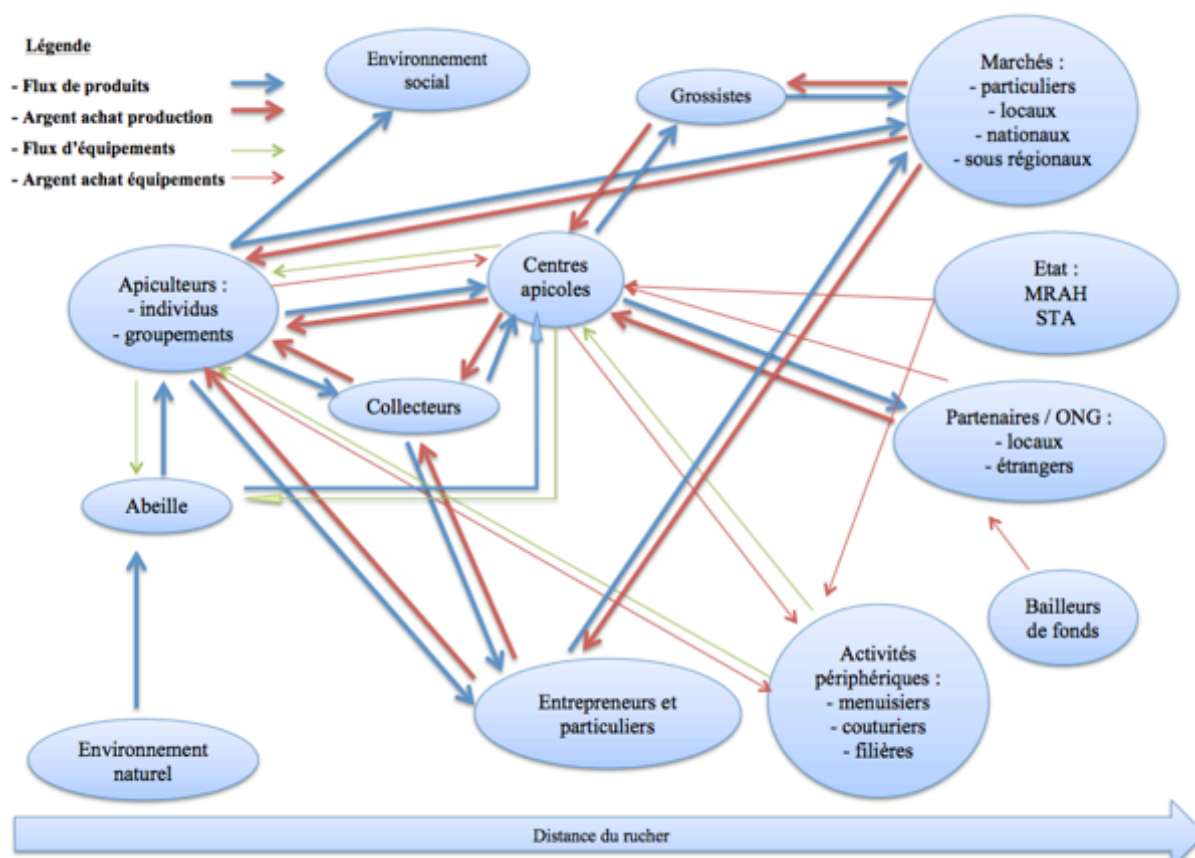 Légende
- Flux de produits
- Argent achat production
- Flux d'équipements
- Argent achat équipements
Environnement
social
Grossistes
Marchés :
- particuliers
- locaux
- nationaux
- sous régionaux
Apiculteurs :
- individus
- groupements
Centres
apicoles
Etat :
MRAH
STA
Collecteurs
Partenaires / ONG :
- locaux
- étrangers
Abeille
Bailleurs
de fonds
Entrepreneurs et
particuliers
Activités
périphériques :
- menuisiers
- couturiers
- filières
Environnement
naturel
Distance du rucher